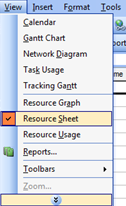 View Insert Format Tools
Calendar
Gantt Chart
Network Diagram
Task Usage
Tracking Gantt
Resource Graph
Resource Sheet
Resource Usage
Reports...
Toolbars
Zoom...